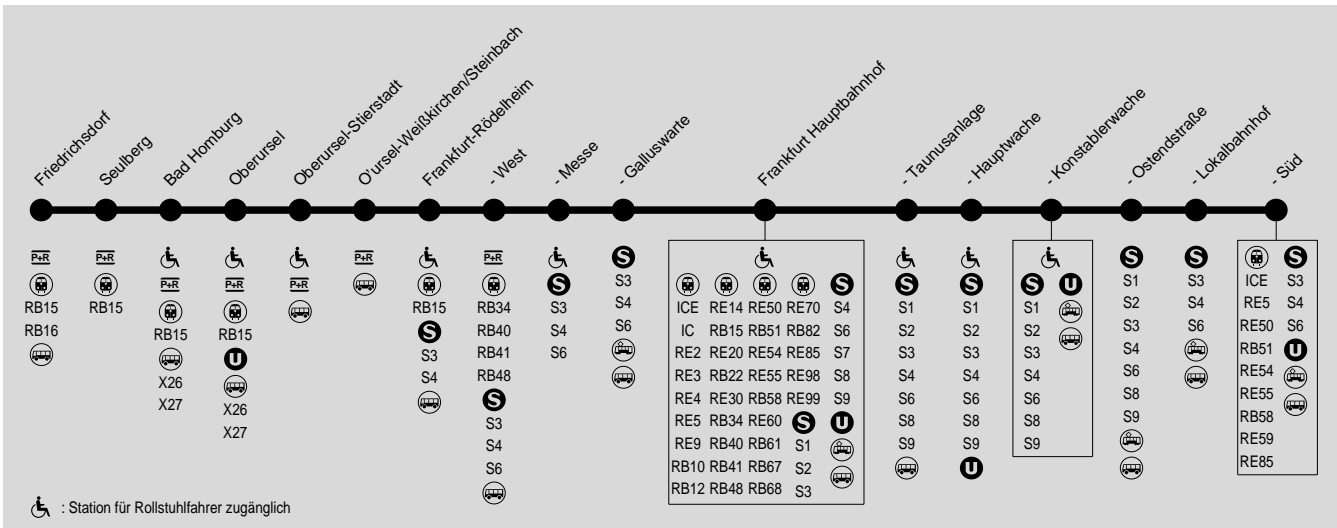 Friedrichsdorf
Seulberg
Bad Homburg
Oberursel
Oberursel-Stierstadt
O'ursel-Weißkirchen/Steinbach
Frankfurt-Rödelheim
- West
- Messe
- Galluswarte
Frankfurt Hauptbahnhof
- Taunusanlage
- Hauptwache
- Konstablerwache
- Ostendstraße
- Lokalbahnhof
- Süd
P+R
RB15
RB16
P+R
RB15
P+R
RB15
X26
X27
P+R
RB15
U
X26
X27
P+R
P+R
RB15
S
S3
S4
P+R
RB34
RB40
RB41
RB48
S
S3
S4
S6
S
S3
S4
S6
S
S3
S4
S6
S
ICE RE14 RE50 RE70 S4
IC RB15 RB51 RB82 S6
RE2 RE20 RE54 RE85 S7
RE3 RB22 RE55 RE98 S8
RE4 RE30 RB58 RE99 S9
RE5 RB34 RE60 S U
RE9 RB40 RB61 S1
RB10 RB41 RB67 S2
RB12 RB48 RB68 S3
S
S1
S2
S3
S4
S6
S8
S9
S
S1
S2
S3
S4
S6
S8
S9
U
S U
S1
S2
S3
S4
S6
S8
S9
S
S1
S2
S3
S4
S6
S8
S9
S
S3
S4
S6
S
ICE S3
RE5 S4
RE50 S6
RB51 U
RE54
RE55
RB58
RE59
RE85
: Station für Rollstuhlfahrer zugänglich